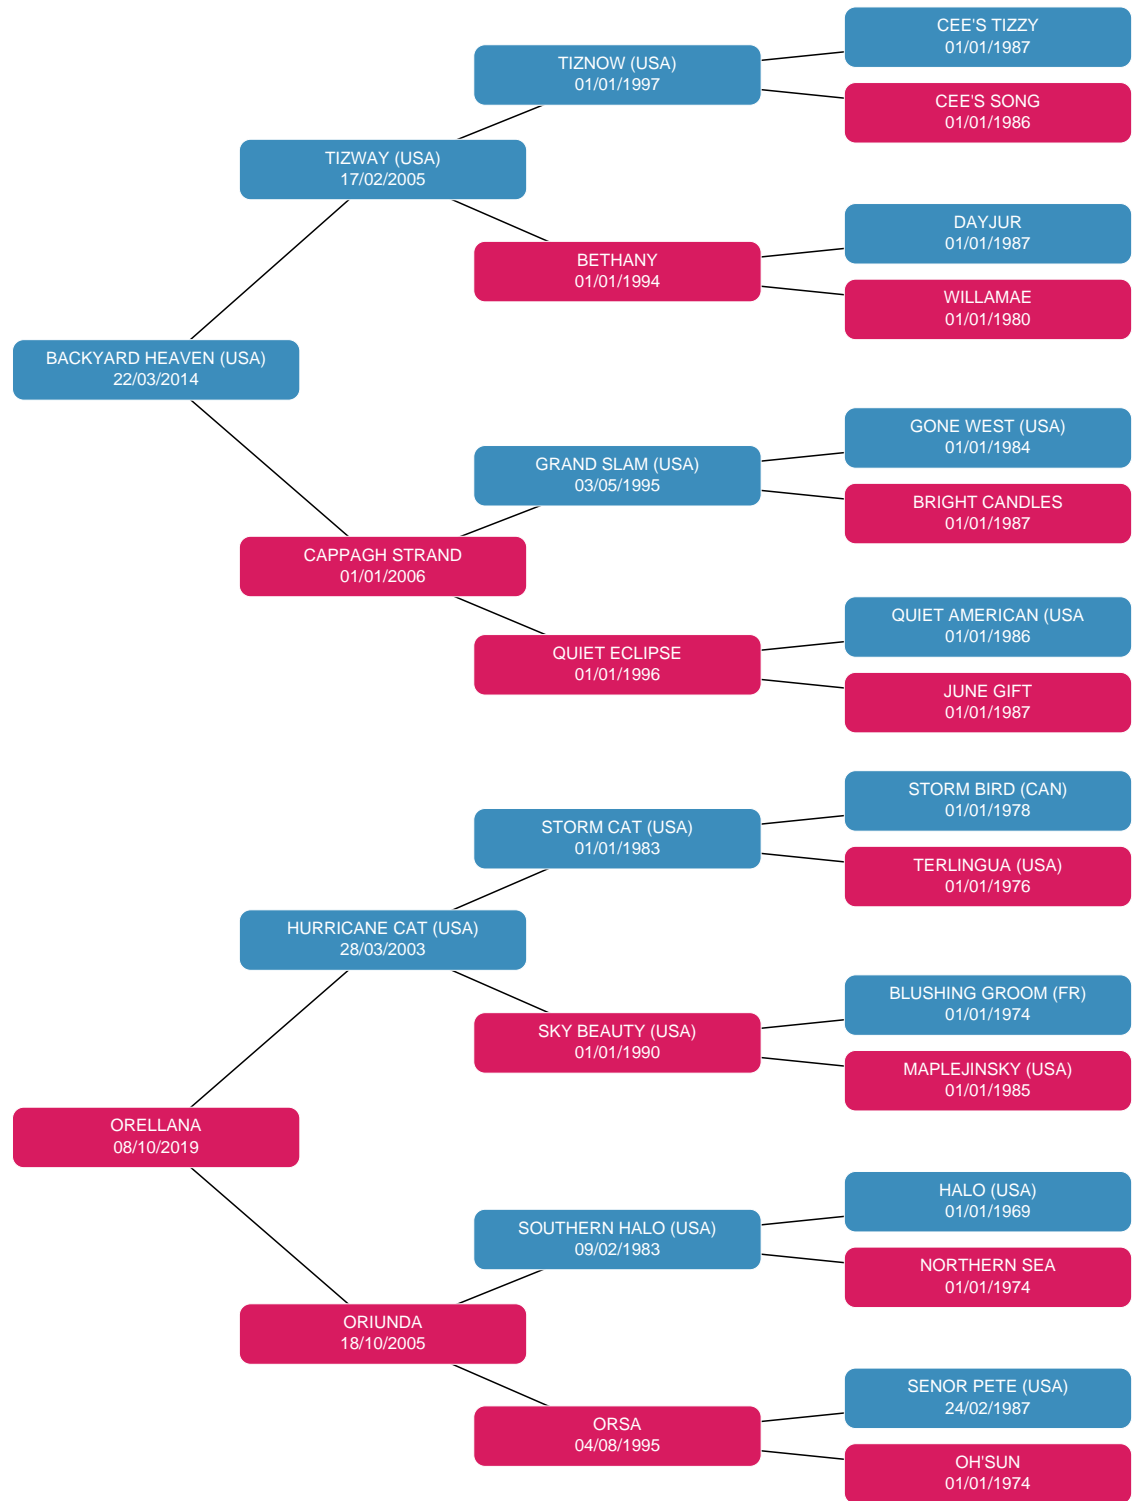 CEE'S TIZZY
01/01/1987
TIZNOW (USA)
01/01/1997
CEE'S SONG
01/01/1986
TIZWAY (USA)
17/02/2005
DAYJUR
01/01/1987
BETHANY
01/01/1994
WILLAMAE
01/01/1980
BACKYARD HEAVEN (USA)
22/03/2014
GONE WEST (USA)
01/01/1984
GRAND SLAM (USA)
03/05/1995
BRIGHT CANDLES
01/01/1987
CAPPAGH STRAND
01/01/2006
QUIET AMERICAN (USA
01/01/1986
QUIET ECLIPSE
01/01/1996
JUNE GIFT
01/01/1987
STORM BIRD (CAN)
01/01/1978
STORM CAT (USA)
01/01/1983
TERLINGUA (USA)
01/01/1976
HURRICANE CAT (USA)
28/03/2003
BLUSHING GROOM (FR)
01/01/1974
SKY BEAUTY (USA)
01/01/1990
MAPLEJINSKY (USA)
01/01/1985
ORELLANA
08/10/2019
HALO (USA)
01/01/1969
SOUTHERN HALO (USA)
09/02/1983
NORTHERN SEA
01/01/1974
ORIUNDA
18/10/2005
SENOR PETE (USA)
24/02/1987
ORSA
04/08/1995
OH'SUN
01/01/1974